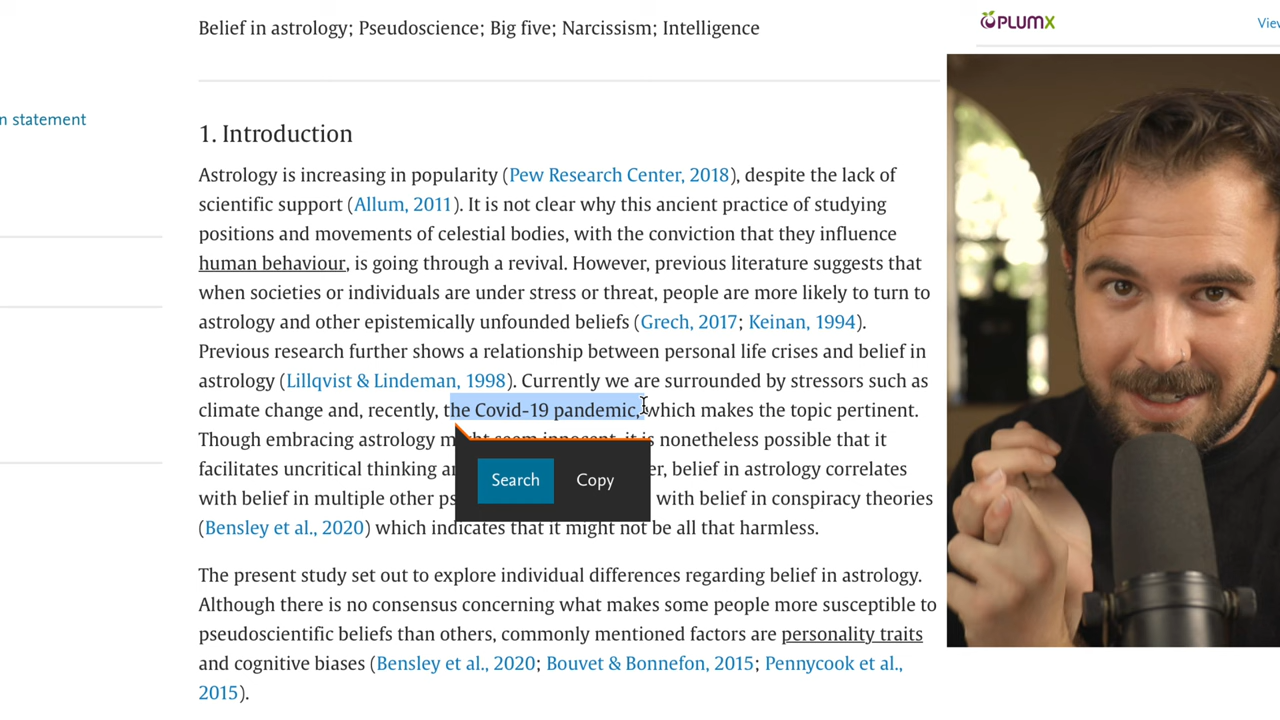 PLUMX
View
Belief in astrology; Pseudoscience; Big five; Narcissism; Intelligence
n statement
1. Introduction
Astrology is increasing in popularity (Pew Research Center, 2018), despite the lack of
scientific support (Allum, 2011). It is not clear why this ancient practice of studying
positions and movements of celestial bodies, with the conviction that they influence
human behaviour, is going through a revival. However, previous literature suggests that
when societies or individuals are under stress or threat, people are more likely to turn to
astrology and other epistemically unfounded beliefs (Grech, 2017; Keinan, 1994).
Previous research further shows a relationship between personal life crises and belief in
astrology (Lillqvist & Lindeman, 1998). Currently we are surrounded by stressors such as
climate change and, recently, the Covid-19 pandemic, which makes the topic pertinent.
Though embracing astrology might seem innocent, it is nonetheless possible that it
facilitates uncritical thinking er, belief in astrology correlates
with belief in multiple other ps with belief in conspiracy theories
(Bensley et al., 2020) which indicates that it might not be all that harmless.
Search Copy
The present study set out to explore individual differences regarding belief in astrology.
Although there is no consensus concerning what makes some people more susceptible to
pseudoscientific beliefs than others, commonly mentioned factors are personality traits
and cognitive biases (Bensley et al., 2020; Bouvet & Bonnefon, 2015; Pennycook et al.,
2015).